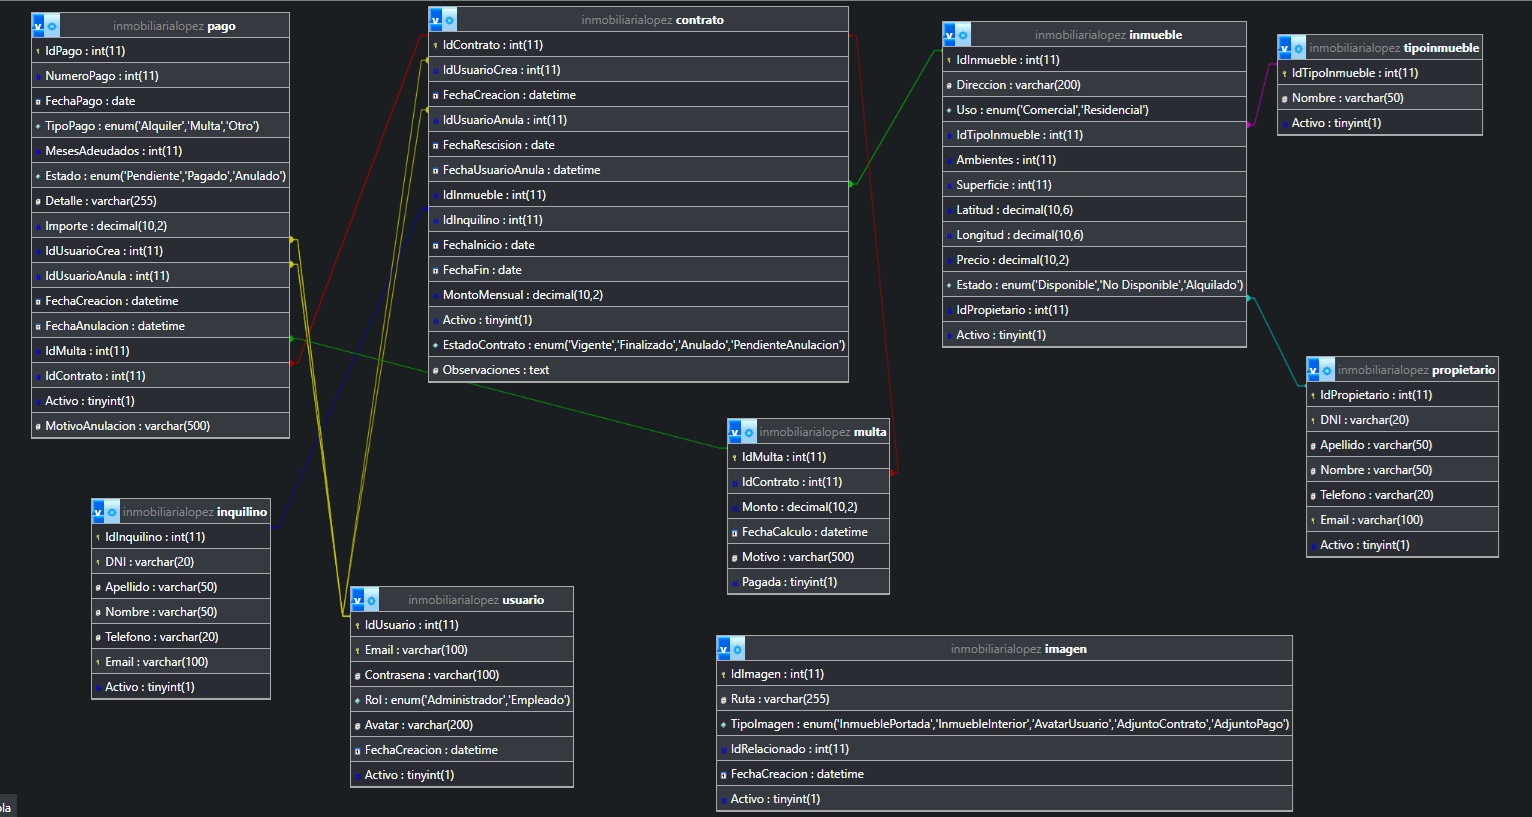 inmobiliarialopez pago
IdPago : int(11)
NumeroPago : int(11)
FechaPago : date
TipoPago : enum('Alquiler','Multa','Otro')
MesesAdeudados : int(11)
Estado : enum('Pendiente','Pagado','Anulado')
Detalle : varchar(255)
Importe : decimal(10,2)
IdUsuarioCrea : int(11)
IdUsuarioAnula : int(11)
FechaCreacion : datetime
FechaAnulacion : datetime
IdMulta : int(11)
IdContrato : int(11)
Activo : tinyint(1)
MotivoAnulacion : varchar(500)
inmobiliarialopez contrato
IdContrato : int(11)
IdUsuarioCrea : int(11)
FechaCreacion : datetime
IdUsuarioAnula : int(11)
FechaRescision : date
FechaUsuarioAnula : datetime
IdInmueble : int(11)
IdInquilino : int(11)
FechaInicio : date
FechaFin : date
MontoMensual : decimal(10,2)
Activo : tinyint(1)
EstadoContrato : enum('Vigente','Finalizado','Anulado','PendienteAnulacion')
Observaciones : text
inmobiliarialopez inmueble
IdInmueble : int(11)
Direccion : varchar(200)
Uso : enum('Comercial','Residencial')
IdTipoInmueble : int(11)
Ambientes : int(11)
Superficie : int(11)
Latitud : decimal(10,6)
Longitud : decimal(10,6)
Precio : decimal(10,2)
Estado : enum('Disponible','No Disponible','Alquilado')
IdPropietario : int(11)
Activo : tinyint(1)
inmobiliarialopez tipoinmueble
IdTipoInmueble : int(11)
Nombre : varchar(50)
Activo : tinyint(1)
inmobiliarialopez propietario
IdPropietario : int(11)
DNI : varchar(20)
Apellido : varchar(50)
Nombre : varchar(50)
Telefono : varchar(20)
Email : varchar(100)
Activo : tinyint(1)
inmobiliarialopez multa
IdMulta : int(11)
IdContrato : int(11)
Monto : decimal(10,2)
FechaCalculo : datetime
Motivo : varchar(500)
Pagada : tinyint(1)
inmobiliarialopez inquilino
IdInquilino : int(11)
DNI : varchar(20)
Apellido : varchar(50)
Nombre : varchar(50)
Telefono : varchar(20)
Email : varchar(100)
Activo : tinyint(1)
inmobiliarialopez usuario
IdUsuario : int(11)
Email : varchar(100)
Contrasena : varchar(100)
Rol : enum('Administrador','Empleado')
Avatar : varchar(200)
FechaCreacion : datetime
Activo : tinyint(1)
inmobiliarialopez imagen
IdImagen : int(11)
Ruta : varchar(255)
TipoImagen : enum('InmueblePortada','InmuebleInterior','AvatarUsuario','AdjuntoContrato','AdjuntoPago')
IdRelacionado : int(11)
FechaCreacion : datetime
Activo : tinyint(1)
ola